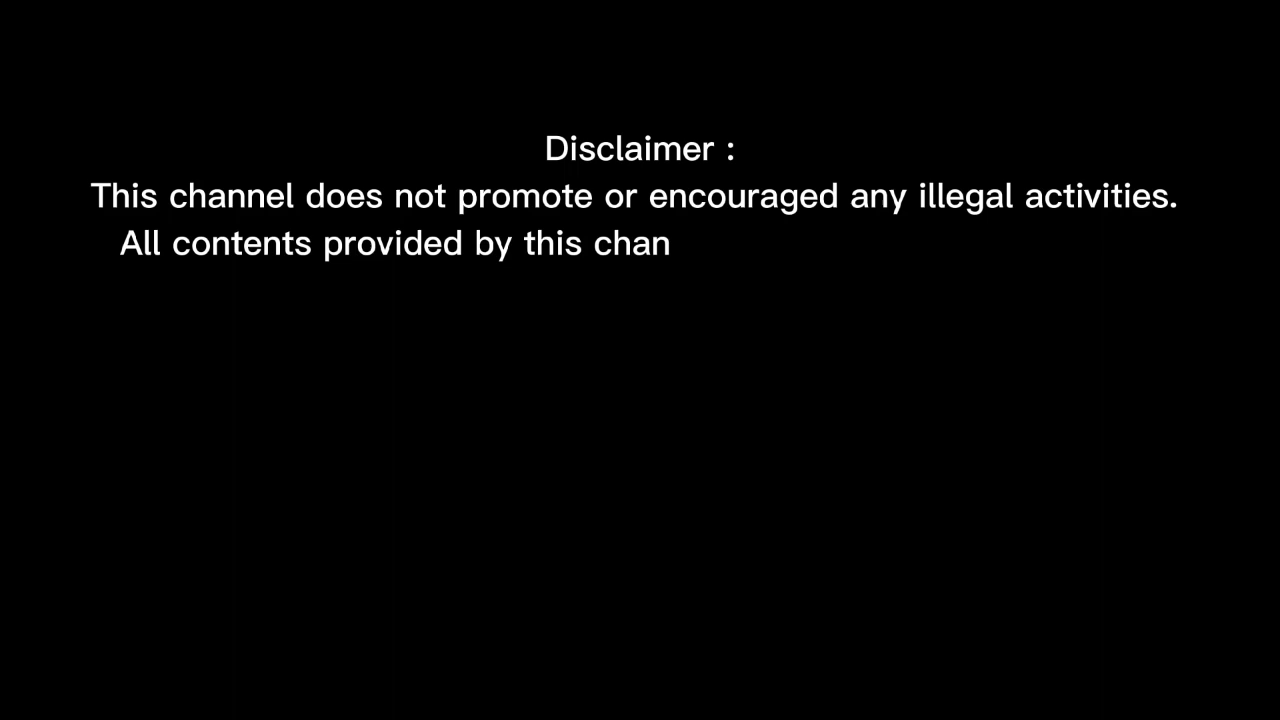 Disclaimer :
This channel does not promote or encouraged any illegal activities.
All contents provided by this chan